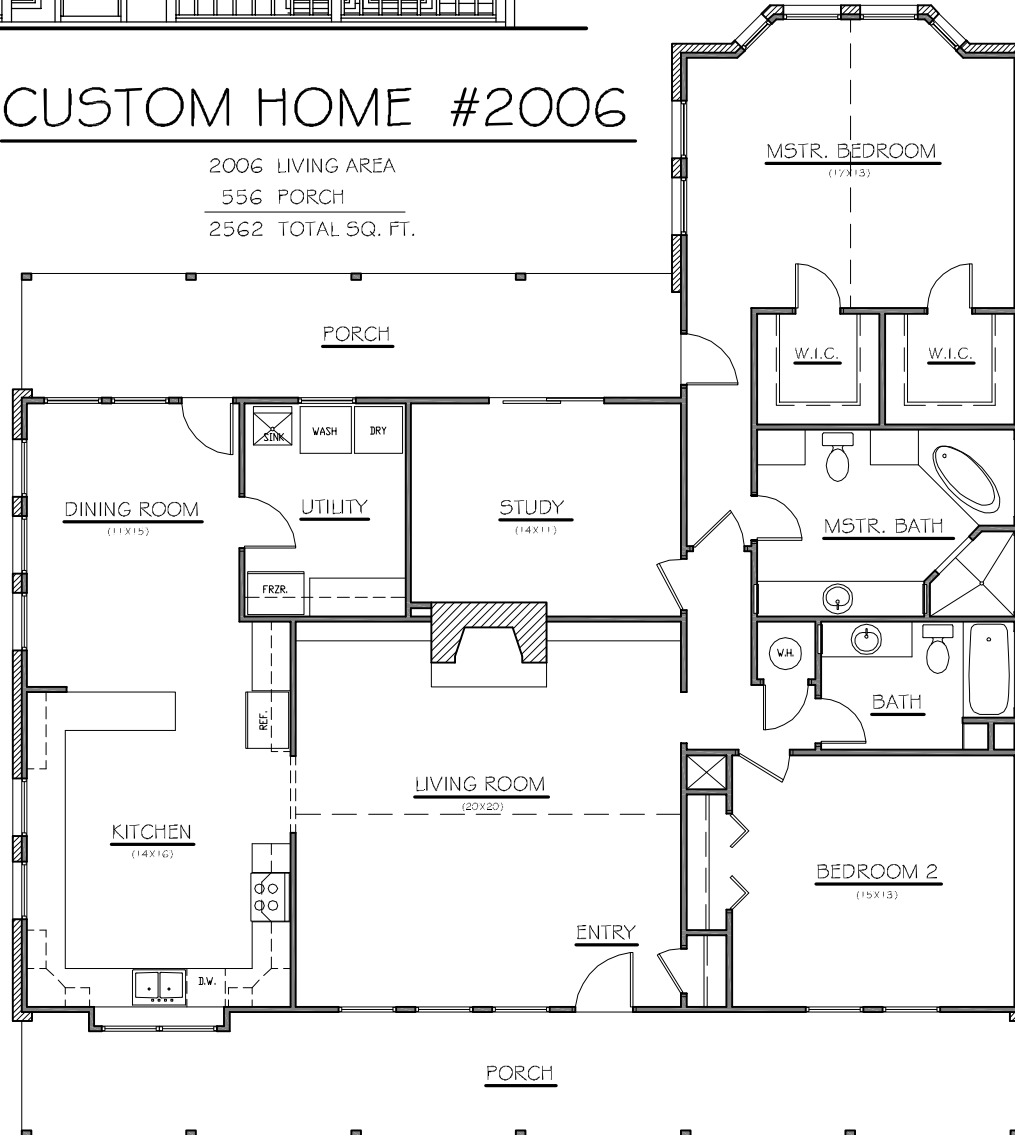 CUSTOM HOME #2006
2006 LIVING AREA
556 PORCH
2562 TOTAL SQ. FT.
MSTR. BEDROOM
(17X13)
PORCH
W.I.C.
W.I.C.
SINK
WASH
DRY
DINING ROOM
(11X15)
UTILITY
STUDY
(14X11)
MSTR. BATH
FRZR.
W.H.
BATH
REF.
LIVING ROOM
(20X20)
KITCHEN
(14X16)
BEDROOM 2
(15X13)
ENTRY
D.W.
PORCH